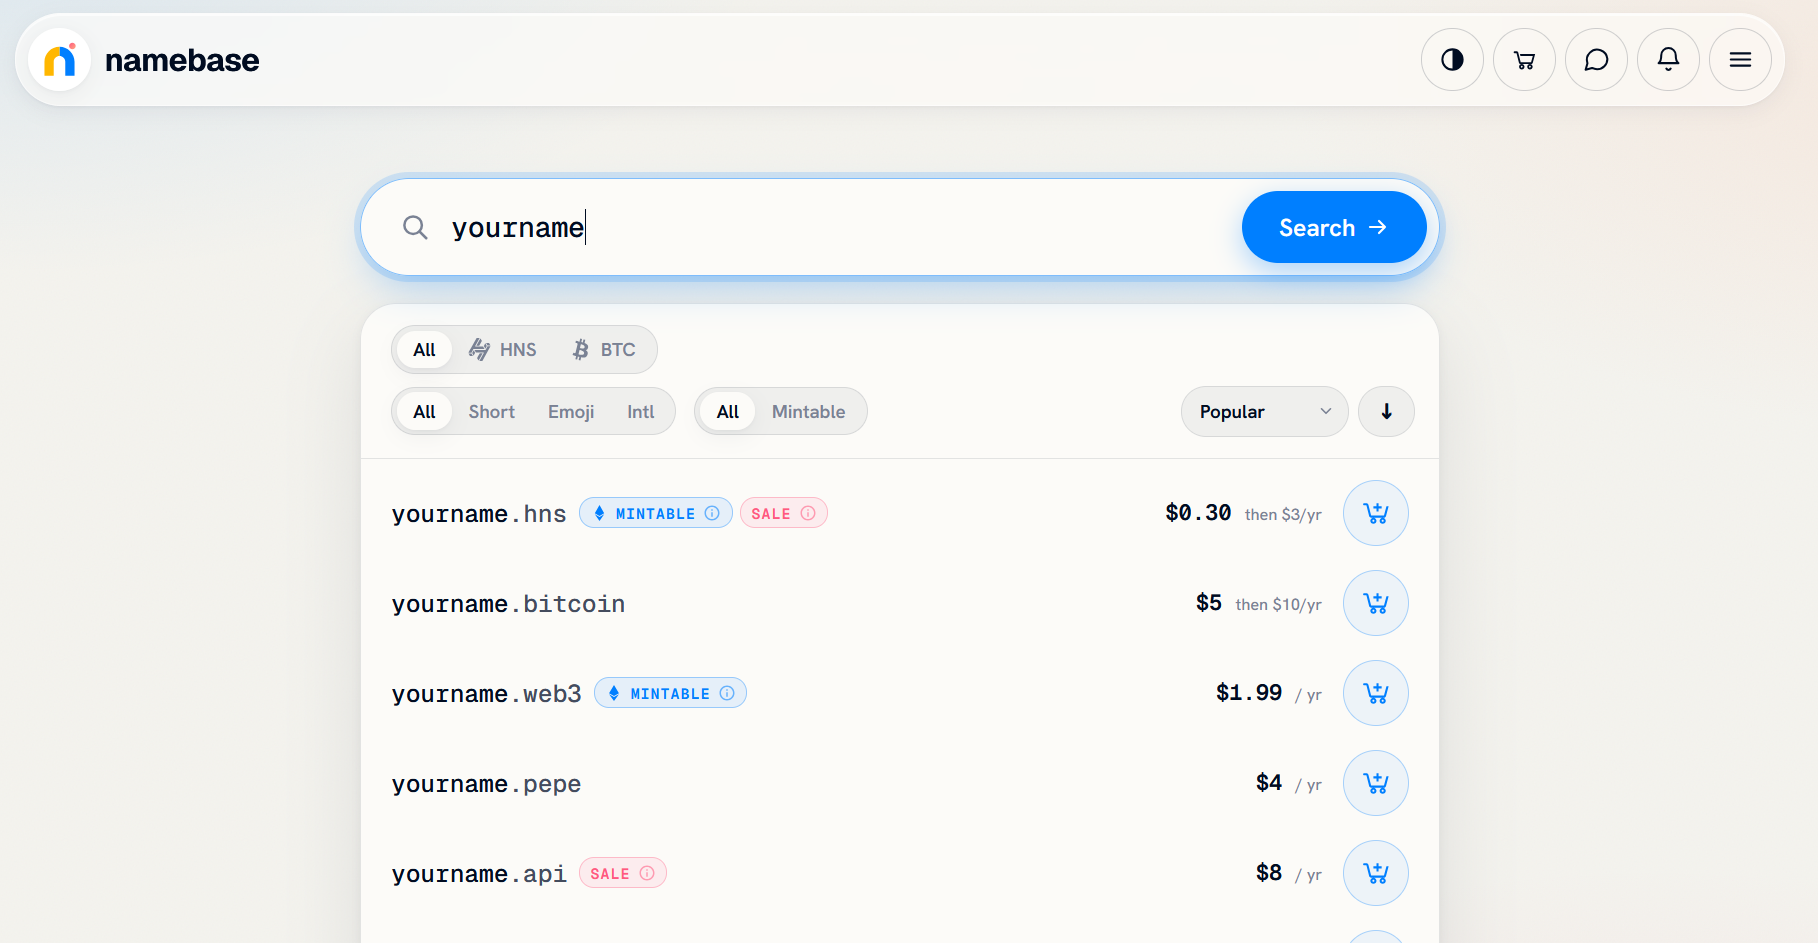 namebase
yourname
Search →
All HNS BTC
All Short Emoji Intl All Mintable Popular ↓
yourname.hns MINTABLE SALE $0.30 then $3/yr
yourname.bitcoin $5 then $10/yr
yourname.web3 MINTABLE $1.99 / yr
yourname.pepe $4 / yr
yourname.api SALE $8 / yr